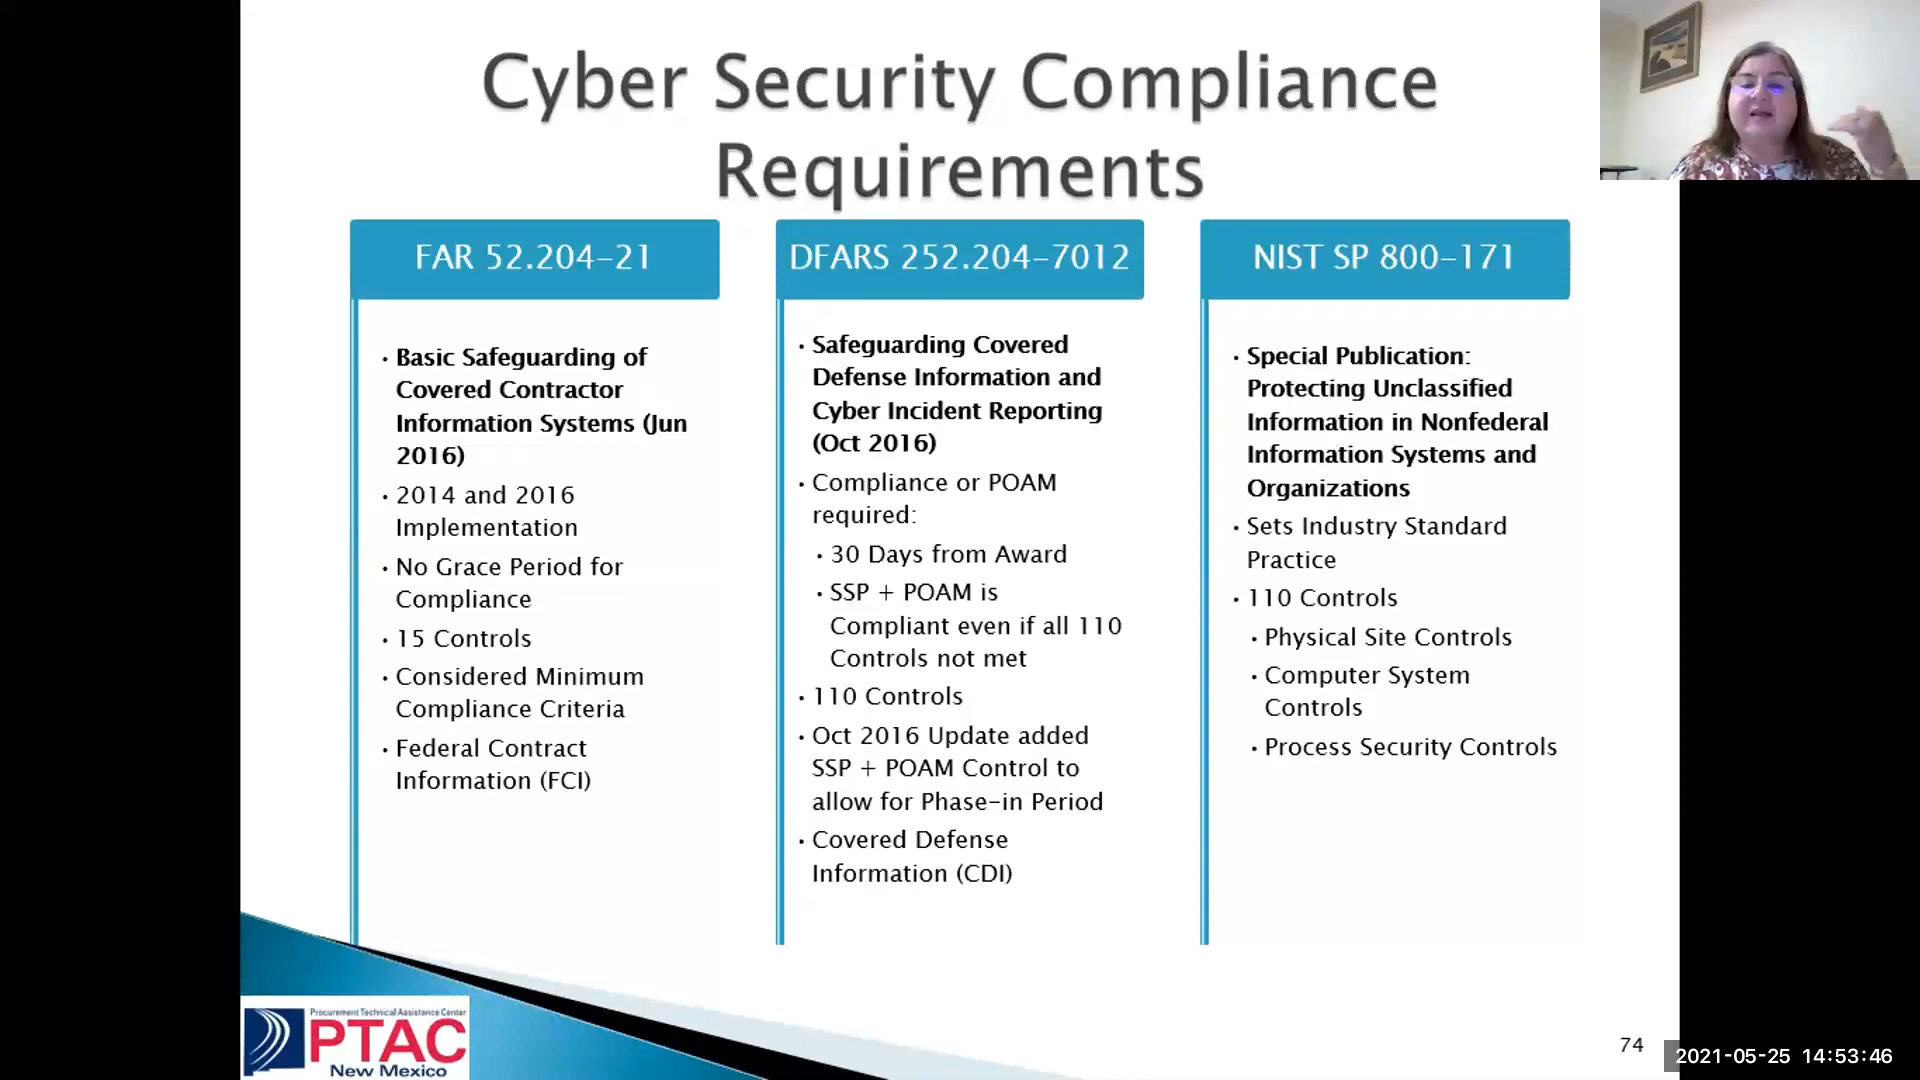 Cyber Security Compliance
Requirements
FAR 52.204-21
• Basic Safeguarding of
Covered Contractor
Information Systems (Jun
2016)
• 2014 and 2016
Implementation
• No Grace Period for
Compliance
• 15 Controls
• Considered Minimum
Compliance Criteria
• Federal Contract
Information (FCI)
DFARS 252.204-7012
• Safeguarding Covered
Defense Information and
Cyber Incident Reporting
(Oct 2016)
• Compliance or POAM
required:
• 30 Days from Award
• SSP + POAM is
Compliant even if all 110
Controls not met
• 110 Controls
• Oct 2016 Update added
SSP + POAM Control to
allow for Phase-in Period
• Covered Defense
Information (CDI)
NIST SP 800-171
• Special Publication:
Protecting Unclassified
Information in Nonfederal
Information Systems and
Organizations
• Sets Industry Standard
Practice
• 110 Controls
• Physical Site Controls
• Computer System
Controls
• Process Security Controls
Procurement Technical Assistance Center
PTAC
New Mexico
74
2021-05-25 14:53:46